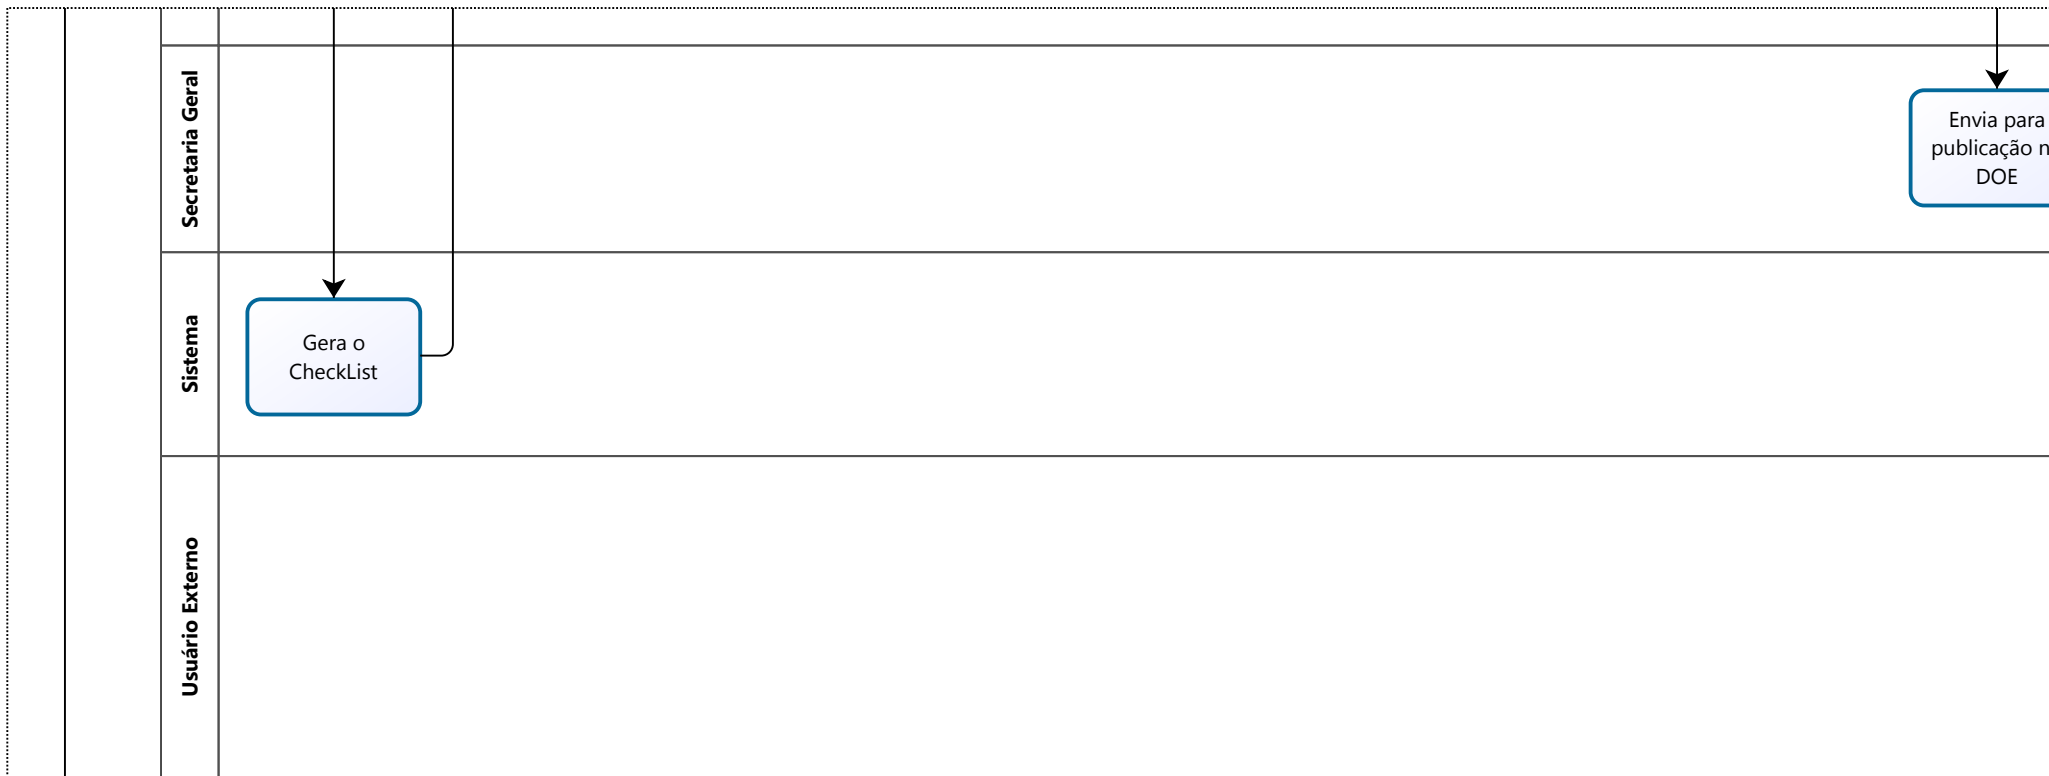 Secretaria Geral
Envia para
publicação
DOE
Sistema
Gera o
CheckList
Usuário Externo